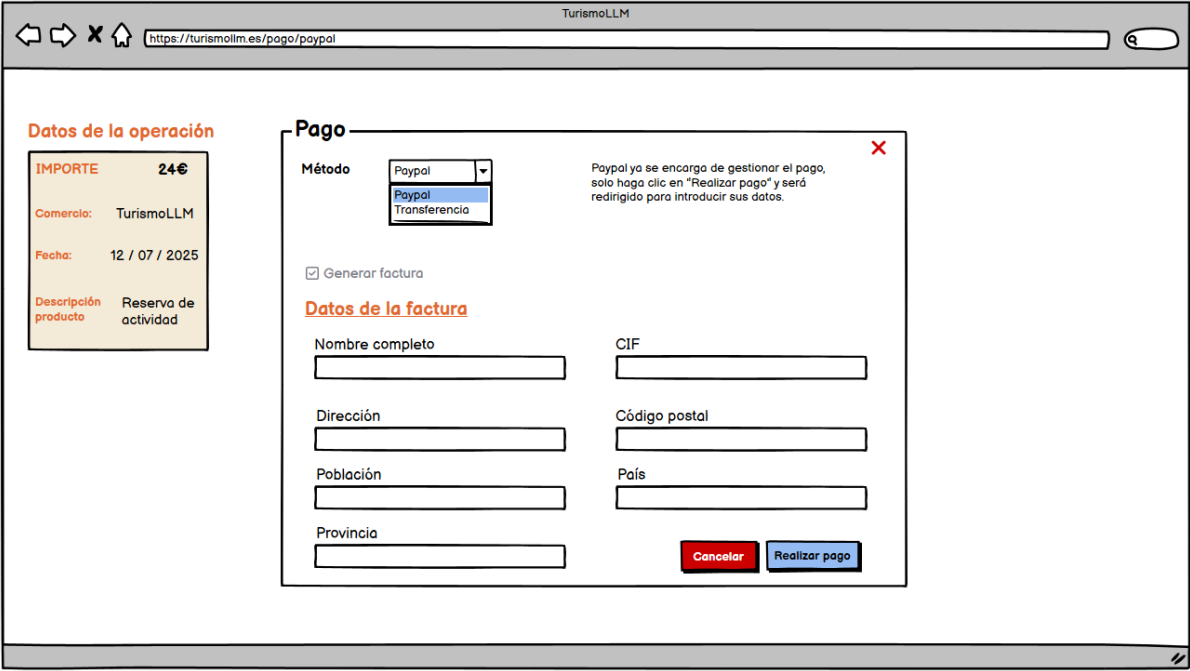 TurismoLLM
https://turismollm.es/pago/paypal
Datos de la operación
IMPORTE 24€
Comercio: TurismoLLM
Fecha: 12 / 07 / 2025
Descripción producto
Reserva de actividad
Pago
Método
Paypal
Paypal
Transferencia
Paypal ya se encarga de gestionar el pago,
solo haga clic en "Realizar pago" y será
redirigido para introducir sus datos.
Generar factura
Datos de la factura
Nombre completo
CIF
Dirección
Código postal
Población
País
Provincia
Cancelar
Realizar pago